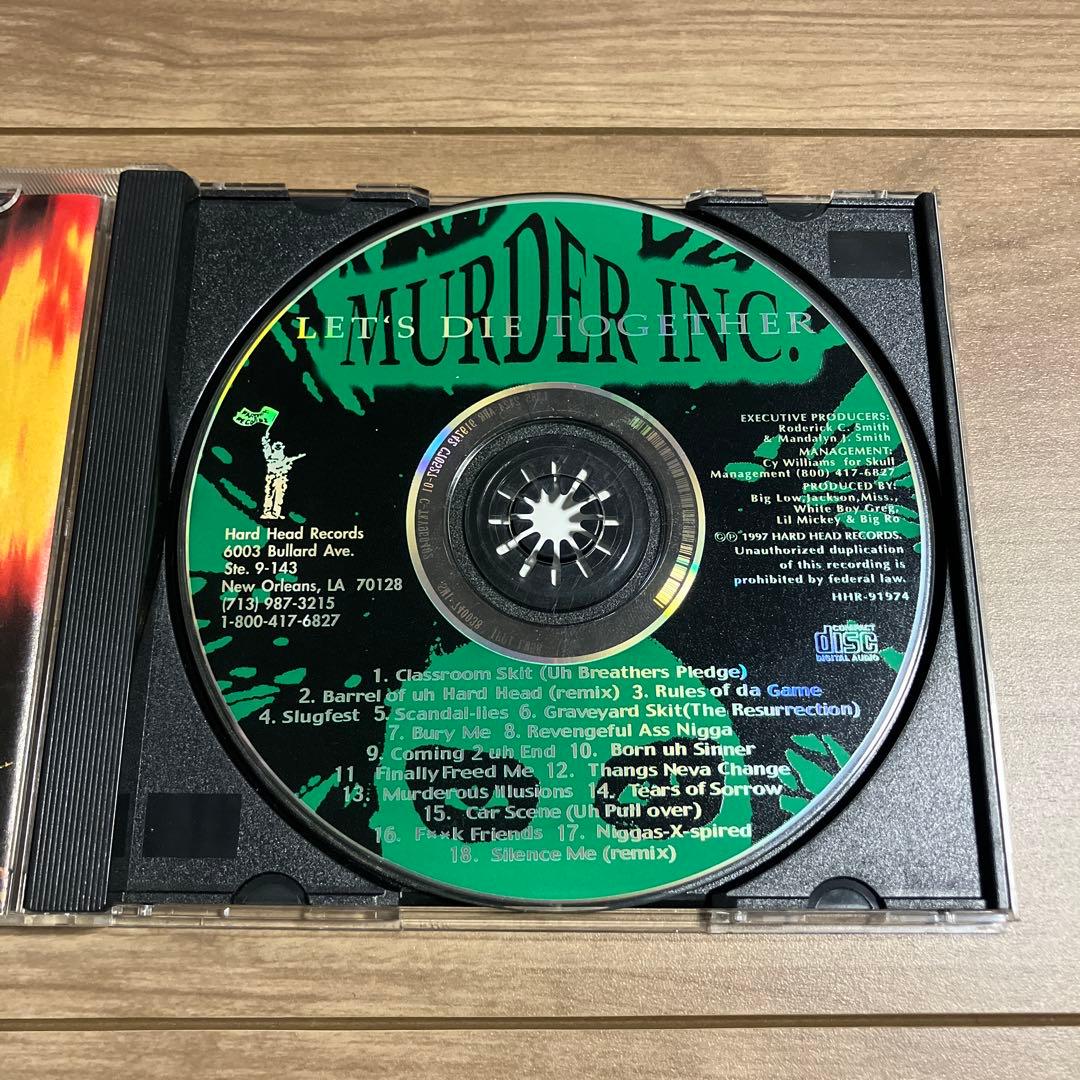 MURDER INC.
LET'S DIE TOGETHER
EXECUTIVE PRODUCERS:
Roderick C. Smith
& Mandalyn J. Smith
MANAGEMENT:
Cy Williams for Skull
Management (800) 417-6827
PRODUCED BY:
Big Low, Jackson, Miss.,
White Boy Greg,
Lil Mickey & Big Ro
©℗ 1997 HARD HEAD RECORDS.
Unauthorized duplication
of this recording is
prohibited by federal law.
HHR-91974
COMPACT
disc
DIGITAL AUDIO
Hard Head Records
6003 Bullard Ave.
Ste. 9-143
New Orleans, LA 70128
(713) 987-3215
1-800-417-6827
1. Classroom Skit (Uh Breathers Pledge)
2. Barrel of uh Hard Head (remix) 3. Rules of da Game
4. Slugfest 5. Scandal-lies 6. Graveyard Skit(The Resurrection)
7. Bury Me 8. Revengeful Ass Nigga
9. Coming 2 uh End 10. Born uh Sinner
11. Finally Freed Me 12. Thangs Neva Change
13. Murderous Illusions 14. Tears of Sorrow
15. Car Scene (Uh Pull over)
16. F**k Friends 17. Niggas-X-spired
18. Silence Me (remix)